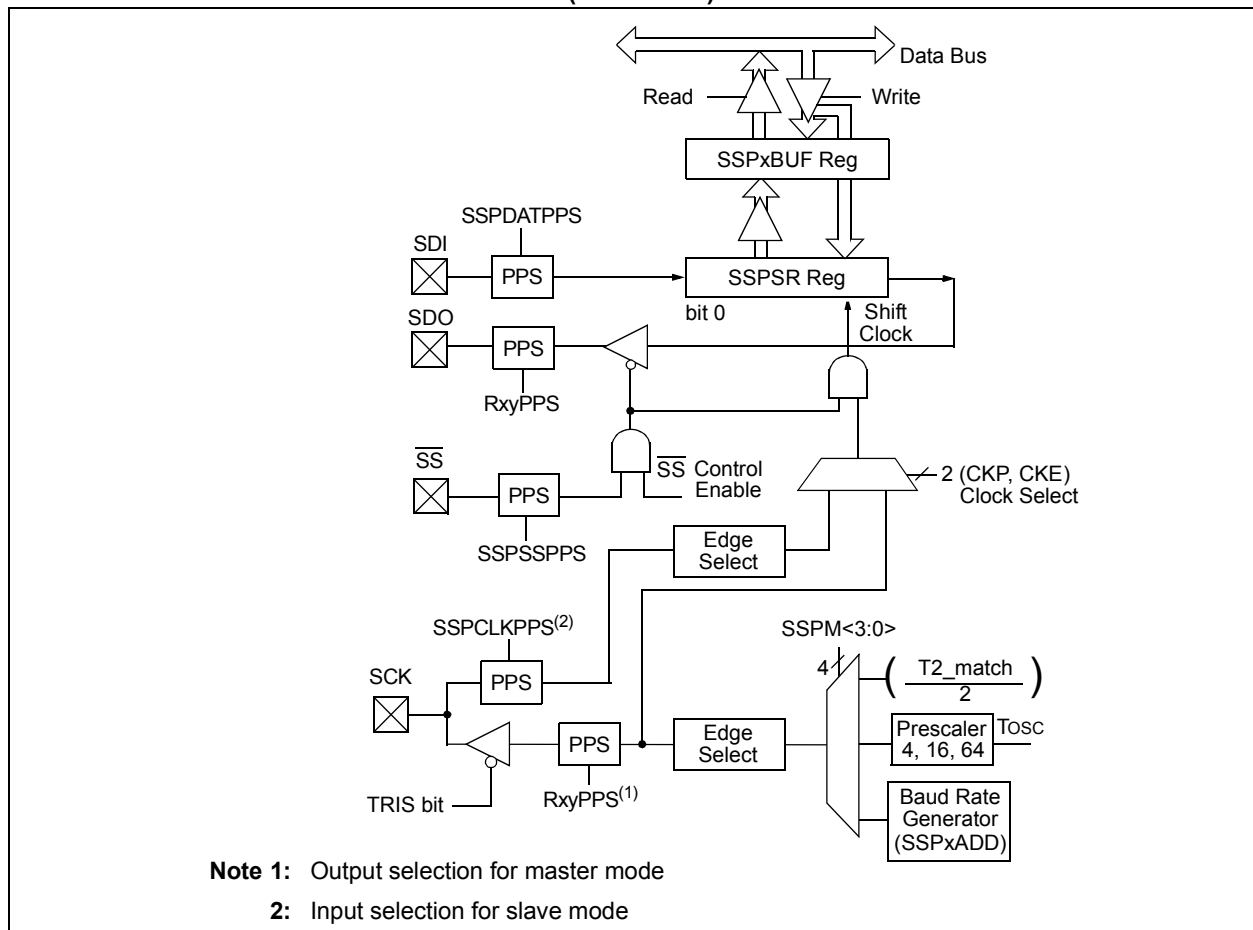 Data Bus
Read
Write
SSPxBUF Reg
SSPDATPPS
SDI
PPS
SSPSR Reg
bit 0
Shift
Clock
SDO
PPS
RxyPPS
SS
PPS
SS Control
Enable
2 (CKP, CKE)
Clock Select
SSPSSPPS
Edge
Select
SSPCLKPPS(2)
SSPM<3:0>
4
SCK
PPS
( T2_match
2 )
Edge
Select
PPS
Prescaler
4, 16, 64
TOSC
TRIS bit
RxyPPS(1)
Baud Rate
Generator
(SSPxADD)
Note 1: Output selection for master mode
2: Input selection for slave mode